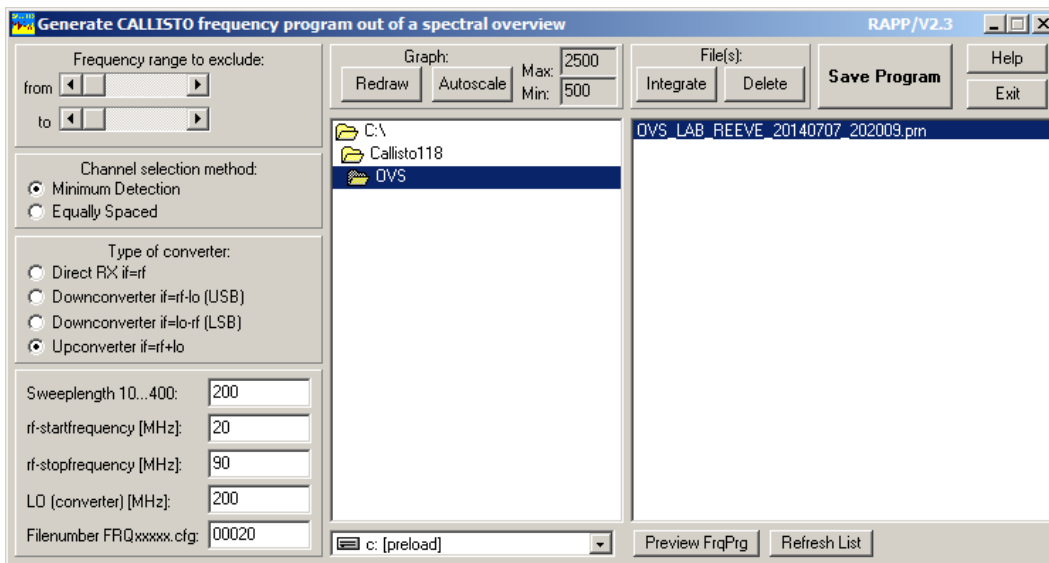 Generate CALLISTO frequency program out of a spectral overview RAPP/V2.3
Frequency range to exclude:
from
to
Channel selection method:
Minimum Detection
Equally Spaced
Type of converter:
Direct RX if=rf
Downconverter if=rf-lo (USB)
Downconverter if=lo-rf (LSB)
Upconverter if=rf+lo
Sweeplength 10...400: 200
rf-startfrequency [MHz]: 20
rf-stopfrequency [MHz]: 90
LO (converter) [MHz]: 200
Filenumber FRQxxxxx.cfg: 00020
Graph:
Redraw Autoscale
Max: 2500
Min: 500
C:\
Callisto118
OVS
c: [preload]
File(s):
Integrate Delete
Save Program
Help
Exit
OVS_LAB_REEVE_20140707_202009.prn
Preview FrqPrg Refresh List